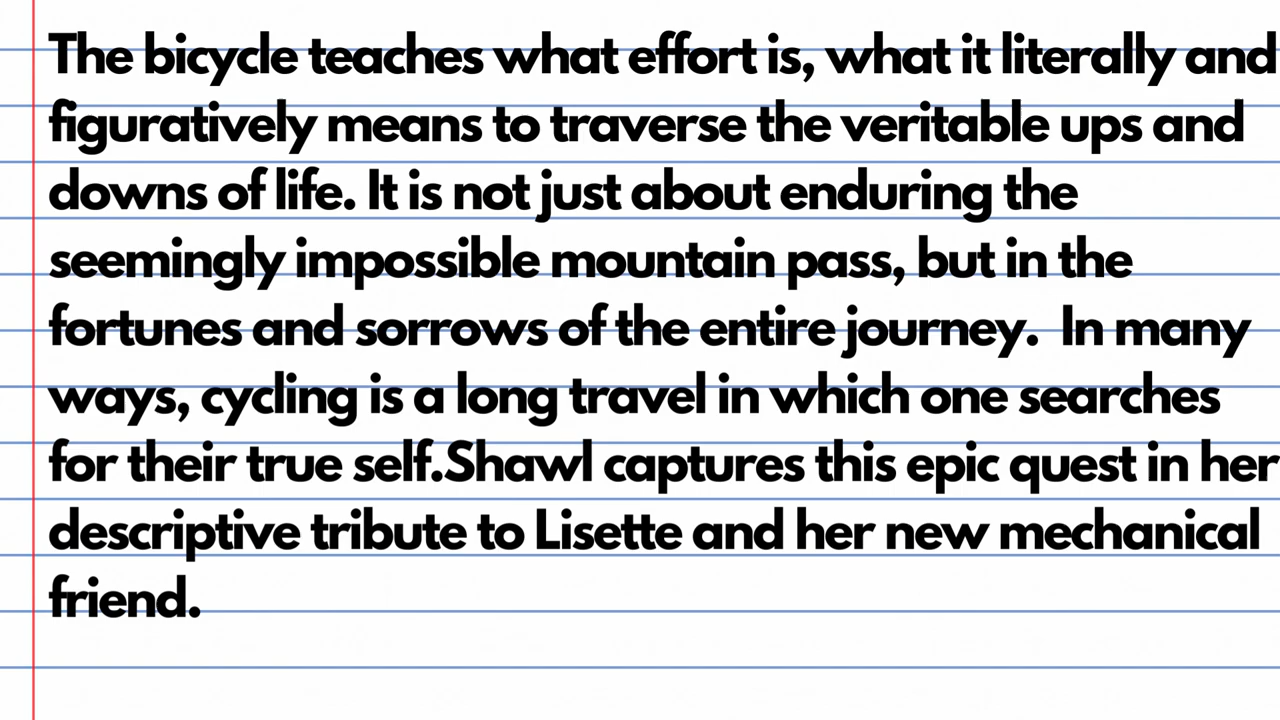 The bicycle teaches what effort is, what it literally and
figuratively means to traverse the veritable ups and
downs of life. It is not just about enduring the
seemingly impossible mountain pass, but in the
fortunes and sorrows of the entire journey.  In many
ways, cycling is a long travel in which one searches
for their true self.Shawl captures this epic quest in her
descriptive tribute to Lisette and her new mechanical
friend.